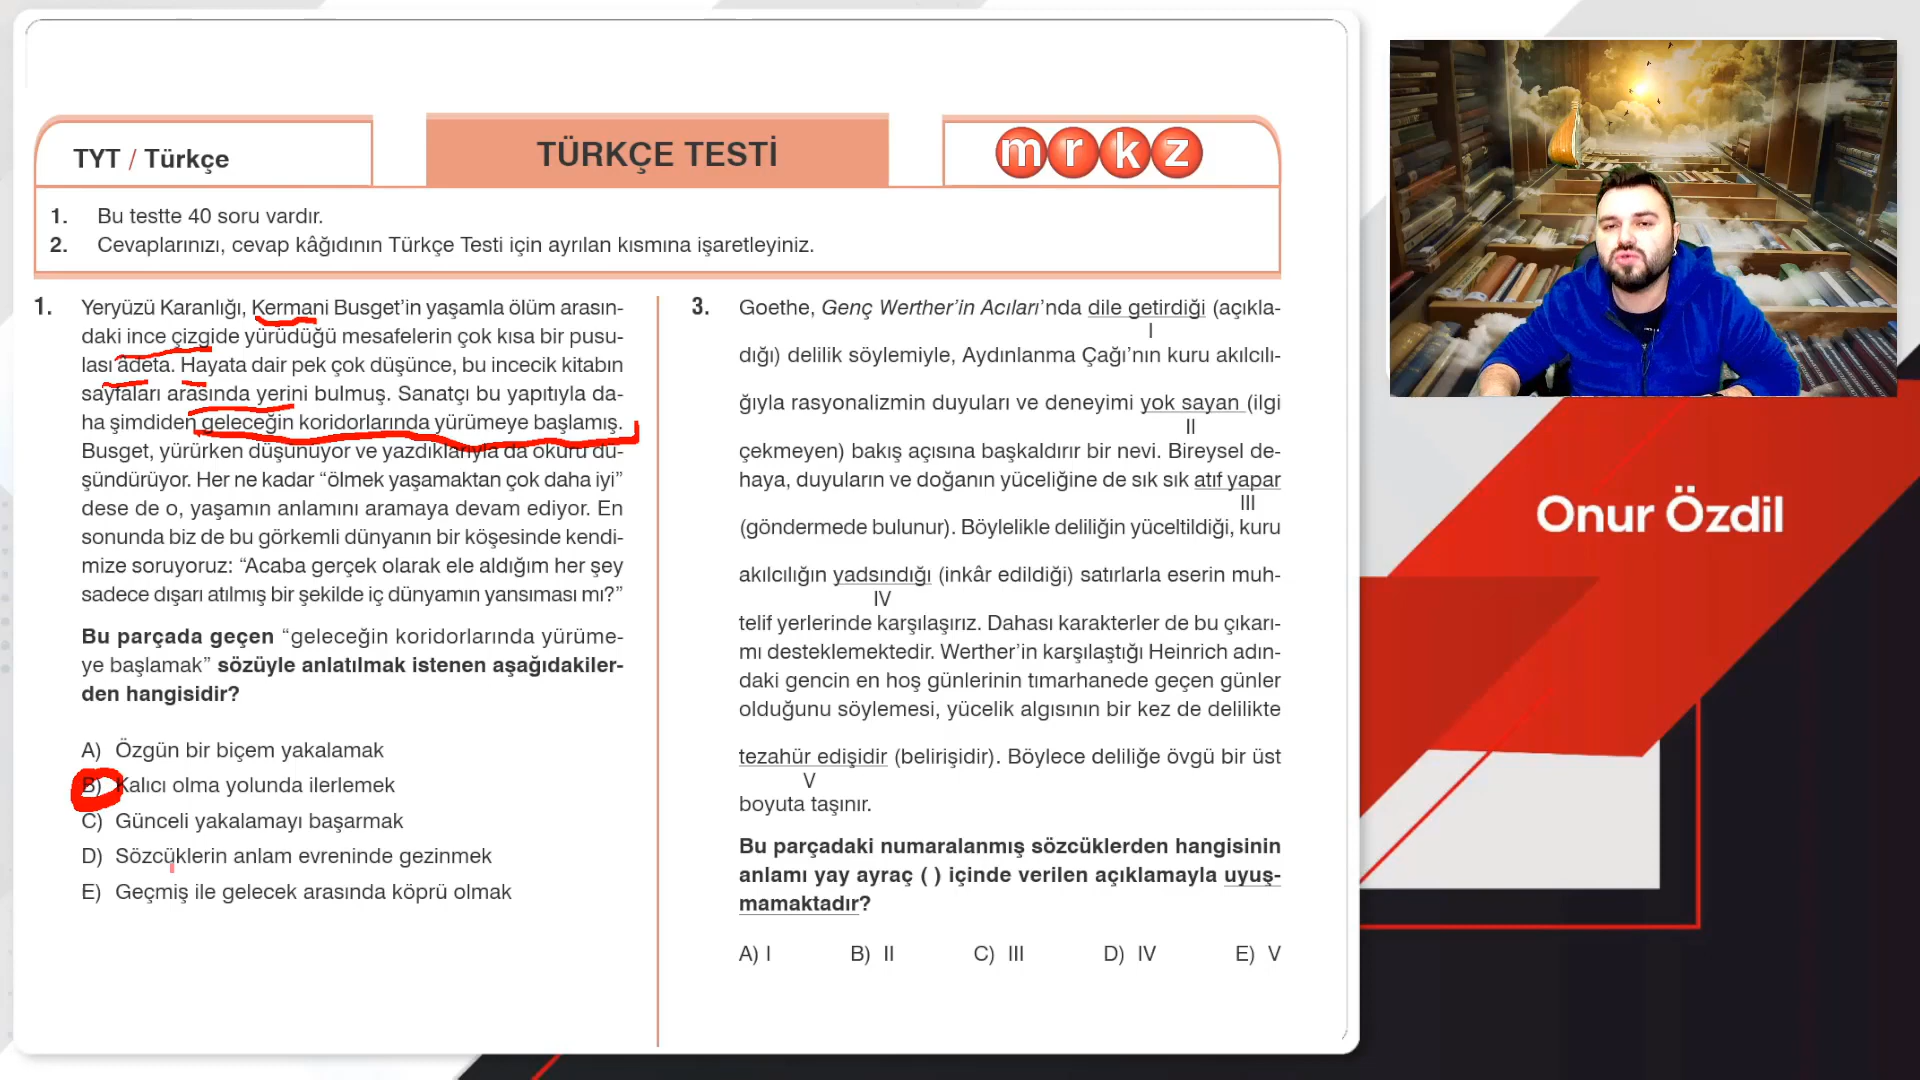 TYT / Türkçe
TÜRKÇE TESTİ
mrkz
1. Bu testte 40 soru vardır.
2. Cevaplarınızı, cevap kâğıdının Türkçe Testi için ayrılan kısmına işaretleyiniz.
1. Yeryüzü Karanlığı, Kermani Busget’in yaşamla ölüm arasın-
daki ince çizgide yürüdüğü mesafelerin çok kısa bir pusu-
lası adeta. Hayata dair pek çok düşünce, bu incecik kitabın
sayfaları arasında yerini bulmuş. Sanatçı bu yapıtıyla da-
ha şimdiden geleceğin koridorlarında yürümeye başlamış.
Busget, yürürken düşünüyor ve yazdıklarıyla da okuru dü-
şündürüyor. Her ne kadar “ölmek yaşamaktan çok daha iyi”
dese de o, yaşamın anlamını aramaya devam ediyor. En
sonunda biz de bu görkemli dünyanın bir köşesinde kendi-
mize soruyoruz: “Acaba gerçek olarak ele aldığım her şey
sadece dışarı atılmış bir şekilde iç dünyamın yansıması mı?”
Bu parçada geçen “geleceğin koridorlarında yürüme-
ye başlamak” sözüyle anlatılmak istenen aşağıdakiler-
den hangisidir?
A) Özgün bir biçem yakalamak
B) Kalıcı olma yolunda ilerlemek
C) Günceli yakalamayı başarmak
D) Sözcüklerin anlam evreninde gezinmek
E) Geçmiş ile gelecek arasında köprü olmak
3. Goethe, Genç Werther’in Acıları’nda dile getirdiği (açıkla-
I
dığı) delilik söylemiyle, Aydınlanma Çağı’nın kuru akılcılı-
ğıyla rasyonalizmin duyuları ve deneyimi yok sayan (ilgi
II
çekmeyen) bakış açısına başkaldırır bir nevi. Bireysel de-
haya, duyuların ve doğanın yüceliğine de sık sık atıf yapar
III
(göndermede bulunur). Böylelikle deliliğin yüceltildiği, kuru
akılcılığın yadsındığı (inkâr edildiği) satırlarla eserin muh-
IV
telif yerlerinde karşılaşırız. Dahası karakterler de bu çıkarı-
mı desteklemektedir. Werther’in karşılaştığı Heinrich adın-
daki gencin en hoş günlerinin tımarhanede geçen günler
olduğunu söylemesi, yücelik algısının bir kez de delilikte
tezahür edişidir (belirişidir). Böylece deliliğe övgü bir üst
V
boyuta taşınır.
Bu parçadaki numaralanmış sözcüklerden hangisinin
anlamı yay ayraç ( ) içinde verilen açıklamayla uyuş-
mamaktadır?
A) I B) II C) III D) IV E) V
Onur Özdil